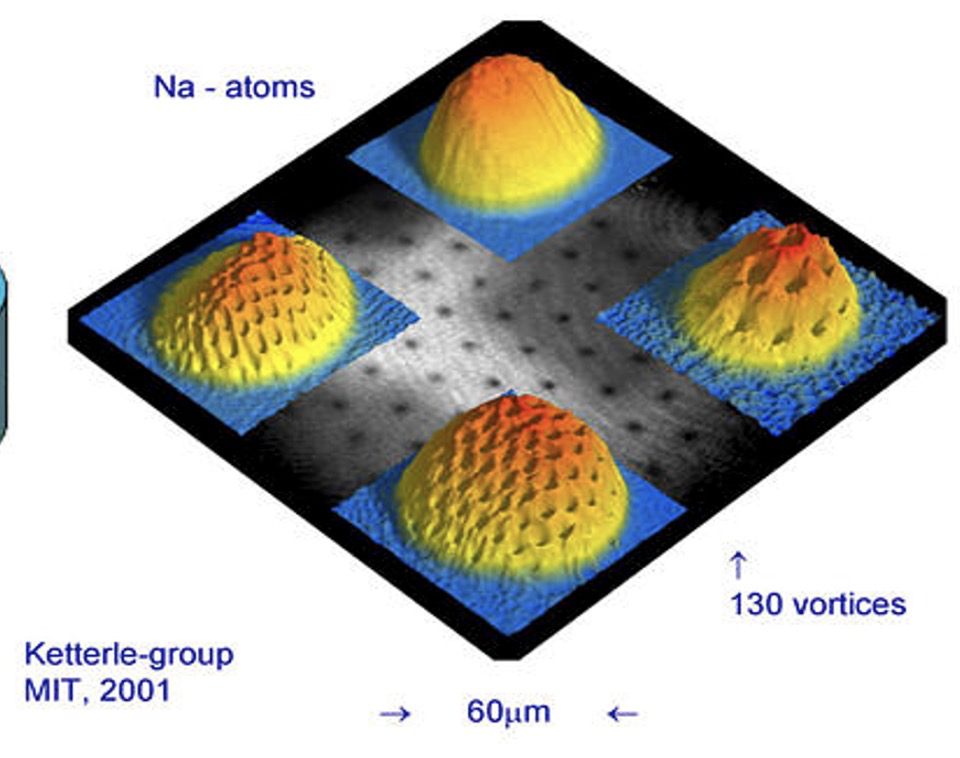 Na - atoms
↑
130 vortices
Ketterle-group
MIT, 2001
→ 60μm ←